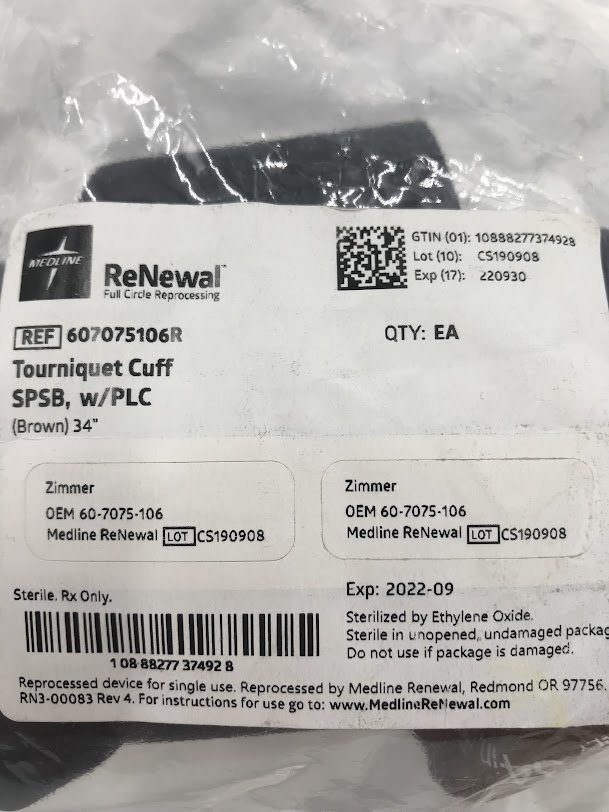 MEDLINE
ReNewal™
Full Circle Reprocessing
GTIN (01): 10888277374928
Lot (10): CS190908
Exp (17): 220930
REF 607075106R
QTY: EA
Tourniquet Cuff
SPSB, w/PLC
(Brown) 34"
Zimmer
OEM 60-7075-106
Medline ReNewal LOT CS190908
Zimmer
OEM 60-7075-106
Medline ReNewal LOT CS190908
Sterile. Rx Only.
1 08 88277 37492 8
Exp: 2022-09
Sterilized by Ethylene Oxide.
Sterile in unopened, undamaged packag
Do not use if package is damaged.
Reprocessed device for single use. Reprocessed by Medline Renewal, Redmond OR 97756.
RN3-00083 Rev 4. For instructions for use go to: www.MedlineReNewal.com